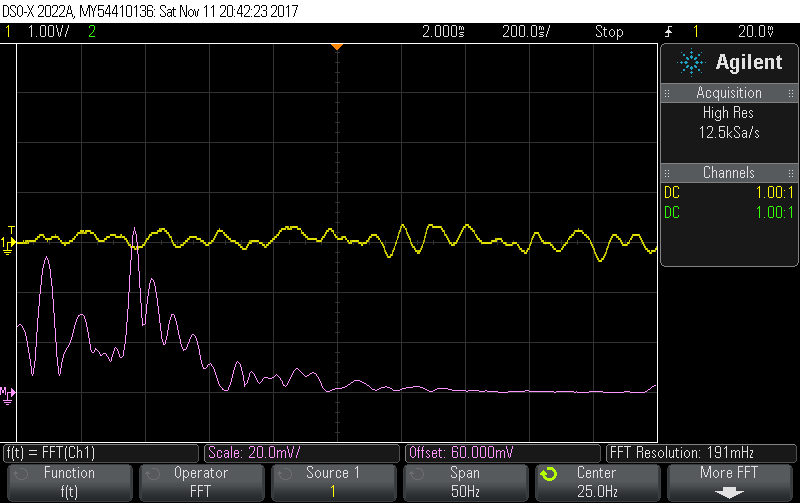 DSO-X 2022A, MY54410136: Sat Nov 11 20:42:23 2017
1 1.00V/ 2 2.000s 200.0s/ Stop 1 20.0V
Agilent
Acquisition
High Res
12.5kSa/s
Channels
DC 1.00:1
DC 1.00:1
T
1
M
f(t) = FFT(Ch1) Scale: 20.0mV/ Offset: 60.000mV FFT Resolution: 191mHz
Function Operator Source 1 Span Center More FFT
f(t) FFT 1 50Hz 25.0Hz